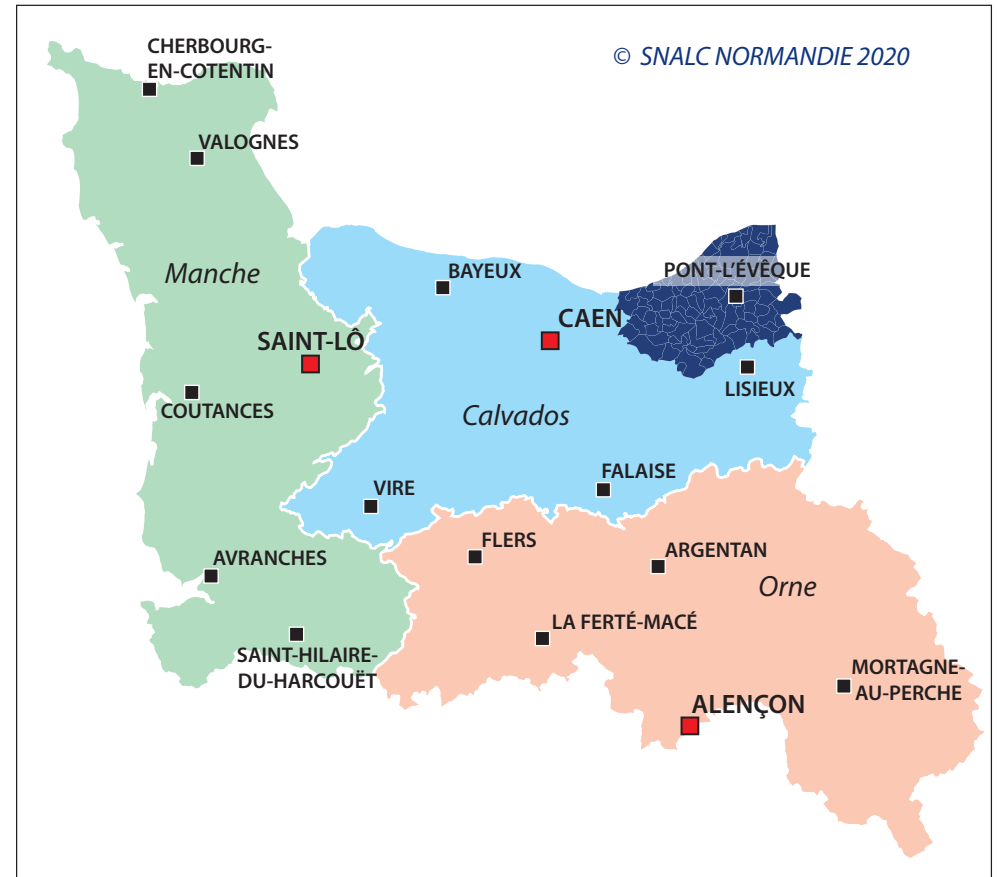 CHERBOURG-
EN-COTENTIN
© SNALC NORMANDIE 2020
VALOGNES
Manche
BAYEUX
PONT-L'ÉVÊQUE
CAEN
SAINT-LÔ
LISIEUX
COUTANCES
Calvados
FALAISE
VIRE
FLERS
ARGENTAN
AVRANCHES
Orne
LA FERTÉ-MACÉ
SAINT-HILAIRE-
DU-HARCOUËT
MORTAGNE-
AU-PERCHE
ALENÇON